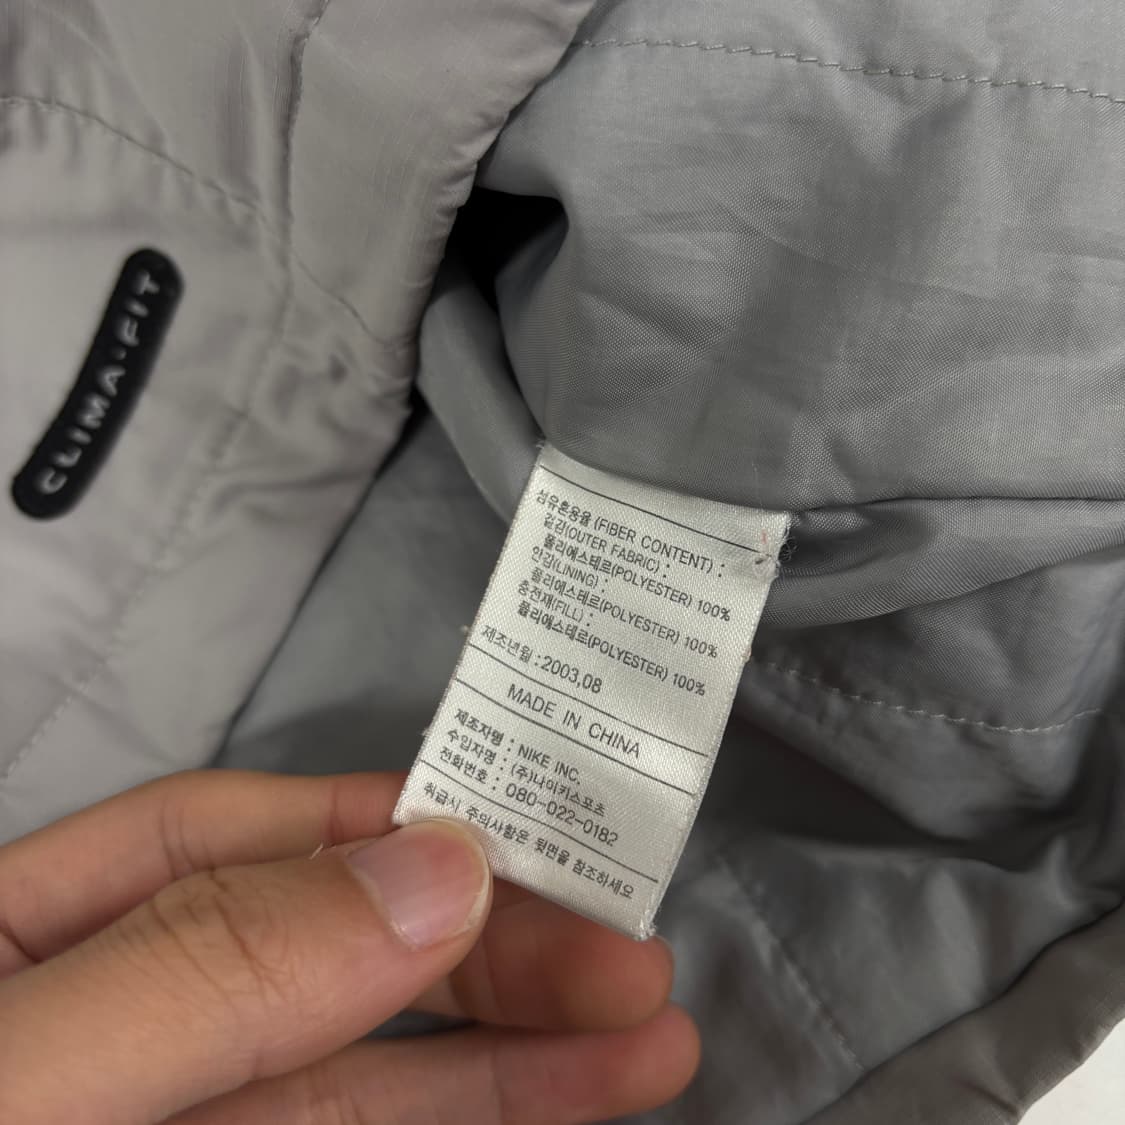 CLIMA·FIT
섬유혼용율 (FIBER CONTENT) :
겉감(OUTER FABRIC) :
폴리에스테르(POLYESTER) 100%
안감(LINING) :
폴리에스테르(POLYESTER) 100%
충전재(FILL) :
폴리에스테르(POLYESTER) 100%
제조년월 : 2003,08
MADE IN CHINA
제조자명 : NIKE INC.
수입자명 : (주)나이키스포츠
전화번호 : 080-022-0182
취급시 주의사항은 뒷면을 참조하세요